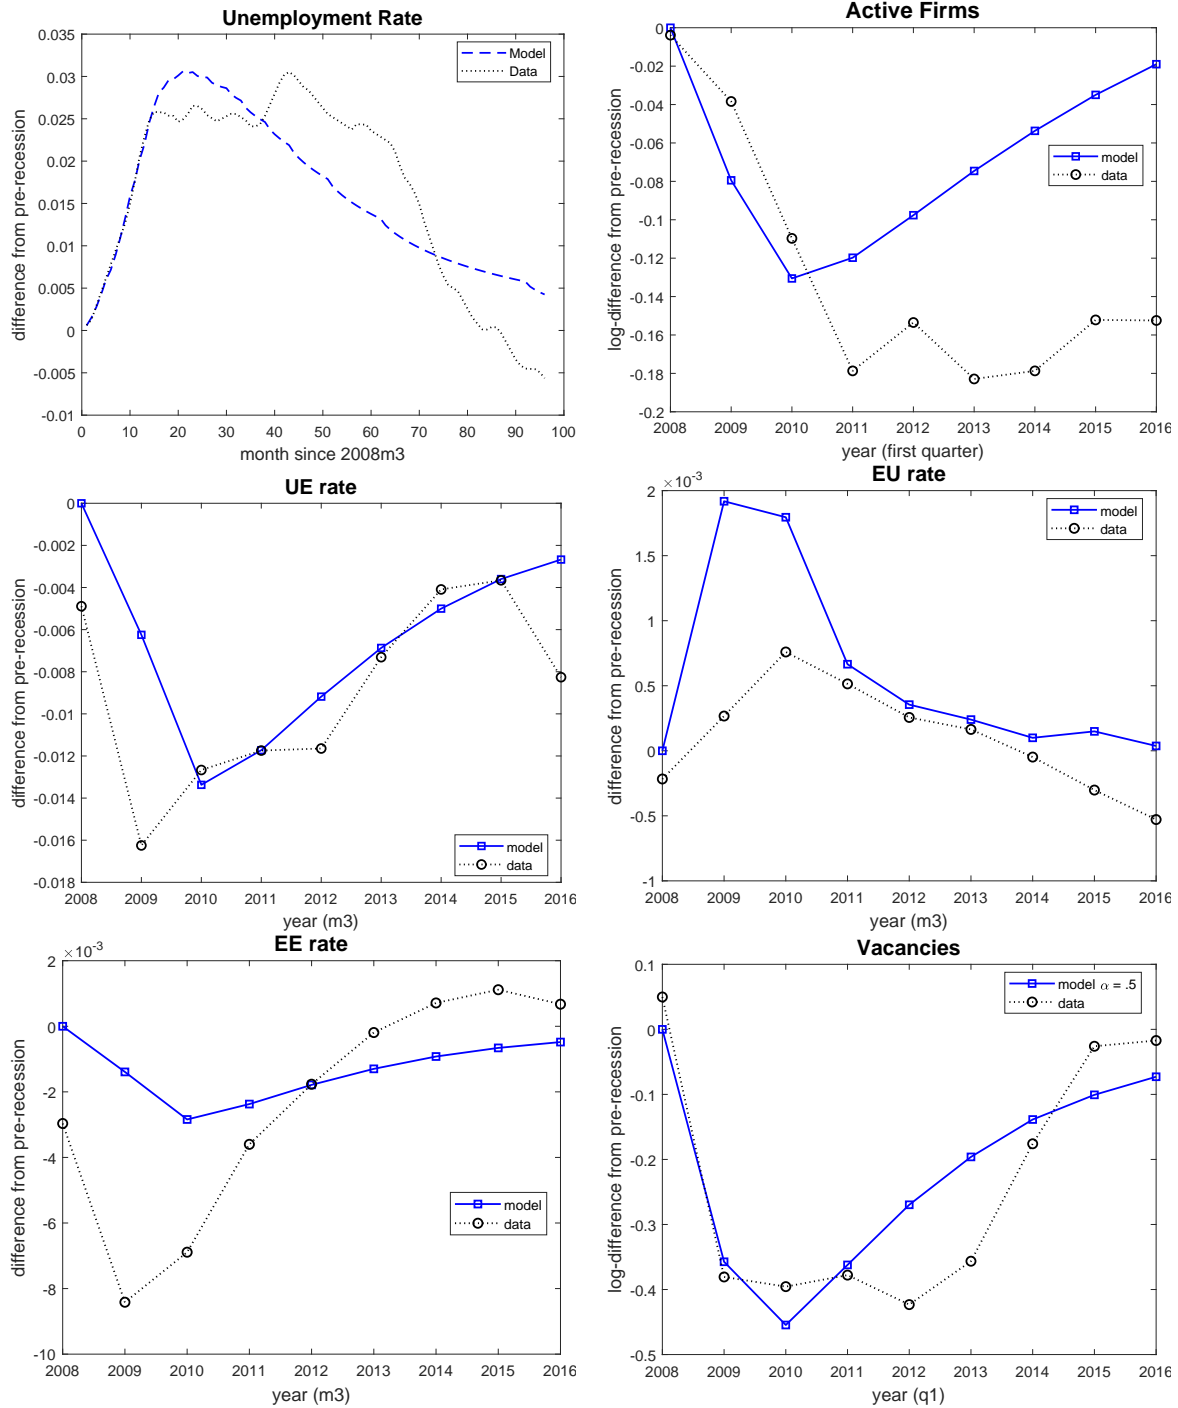 Unemployment Rate
difference from pre-recession
0.035
0.03
0.025
0.02
0.015
0.01
0.005
0
-0.005
-0.01
Model
Data
0 10 20 30 40 50 60 70 80 90 100
month since 2008m3
Active Firms
log-difference from pre-recession
0
-0.02
-0.04
-0.06
-0.08
-0.1
-0.12
-0.14
-0.16
-0.18
-0.2
model
data
2008 2009 2010 2011 2012 2013 2014 2015 2016
year (first quarter)
UE rate
difference from pre-recession
0
-0.002
-0.004
-0.006
-0.008
-0.01
-0.012
-0.014
-0.016
-0.018
model
data
2008 2009 2010 2011 2012 2013 2014 2015 2016
year (m3)
EU rate
×10⁻³
difference from pre-recession
2
1.5
1
0.5
0
-0.5
-1
model
data
2008 2009 2010 2011 2012 2013 2014 2015 2016
year (m3)
EE rate
×10⁻³
difference from pre-recession
2
0
-2
-4
-6
-8
-10
model
data
2008 2009 2010 2011 2012 2013 2014 2015 2016
year (m3)
Vacancies
log-difference from pre-recession
0.1
0
-0.1
-0.2
-0.3
-0.4
-0.5
model α = .5
data
2008 2009 2010 2011 2012 2013 2014 2015 2016
year (q1)